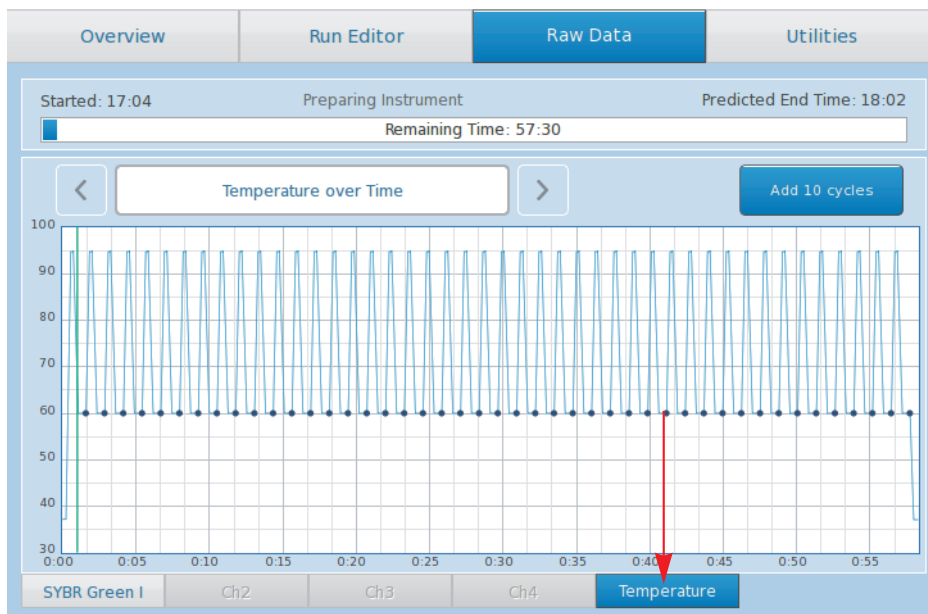 Overview Run Editor Raw Data Utilities
Started: 17:04 Preparing Instrument Predicted End Time: 18:02
Remaining Time: 57:30
Temperature over Time Add 10 cycles
100
90
80
70
60
50
40
30
0:00 0:05 0:10 0:15 0:20 0:25 0:30 0:35 0:40 0:45 0:50 0:55
SYBR Green I Ch2 Ch3 Ch4 Temperature